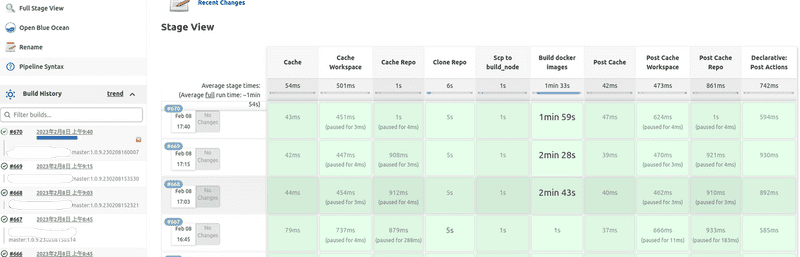 Recent Changes
Full Stage View
Open Blue Ocean
Rename
Pipeline Syntax
Build History trend
Filter builds...
#670 2023年2月8日 上午9:40
master:1.0.9.230208160007
#669 2023年2月8日 上午9:15
master:1.0.9.230208153330
#668 2023年2月8日 上午9:03
master:1.0.9.230208152321
#667 2023年2月8日 上午8:45
#666 2023年2月8日
Stage View
Cache Cache Workspace Cache Repo Clone Repo Scp to build_node Build docker images Post Cache Post Cache Workspace Post Cache Repo Declarative: Post Actions
Average stage times: 54ms 501ms 1s 6s 1s 1min 33s 42ms 473ms 861ms 742ms
(Average full run time: ~1min
54s)
#670
Feb 08 No 43ms 451ms 1s 5s 1s 1min 59s 47ms 624ms 1s 594ms
17:40 Changes (paused for 3ms) (paused for 4ms) (paused for 4ms) (paused for 4ms)
#669
Feb 08 No 42ms 447ms 908ms 5s 1s 2min 28s 39ms 470ms 921ms 930ms
17:15 Changes (paused for 4ms) (paused for 3ms) (paused for 3ms) (paused for 4ms)
#668
Feb 08 No 44ms 454ms 912ms 5s 1s 2min 43s 40ms 462ms 910ms 892ms
17:03 Changes (paused for 3ms) (paused for 4ms) (paused for 3ms) (paused for 3ms)
#667
Feb 08 No 79ms 737ms 879ms 5s 1s 1s 37ms 666ms 933ms 585ms
16:45 Changes (paused for 4ms) (paused for 288ms) (paused for 11ms) (paused for 183ms)